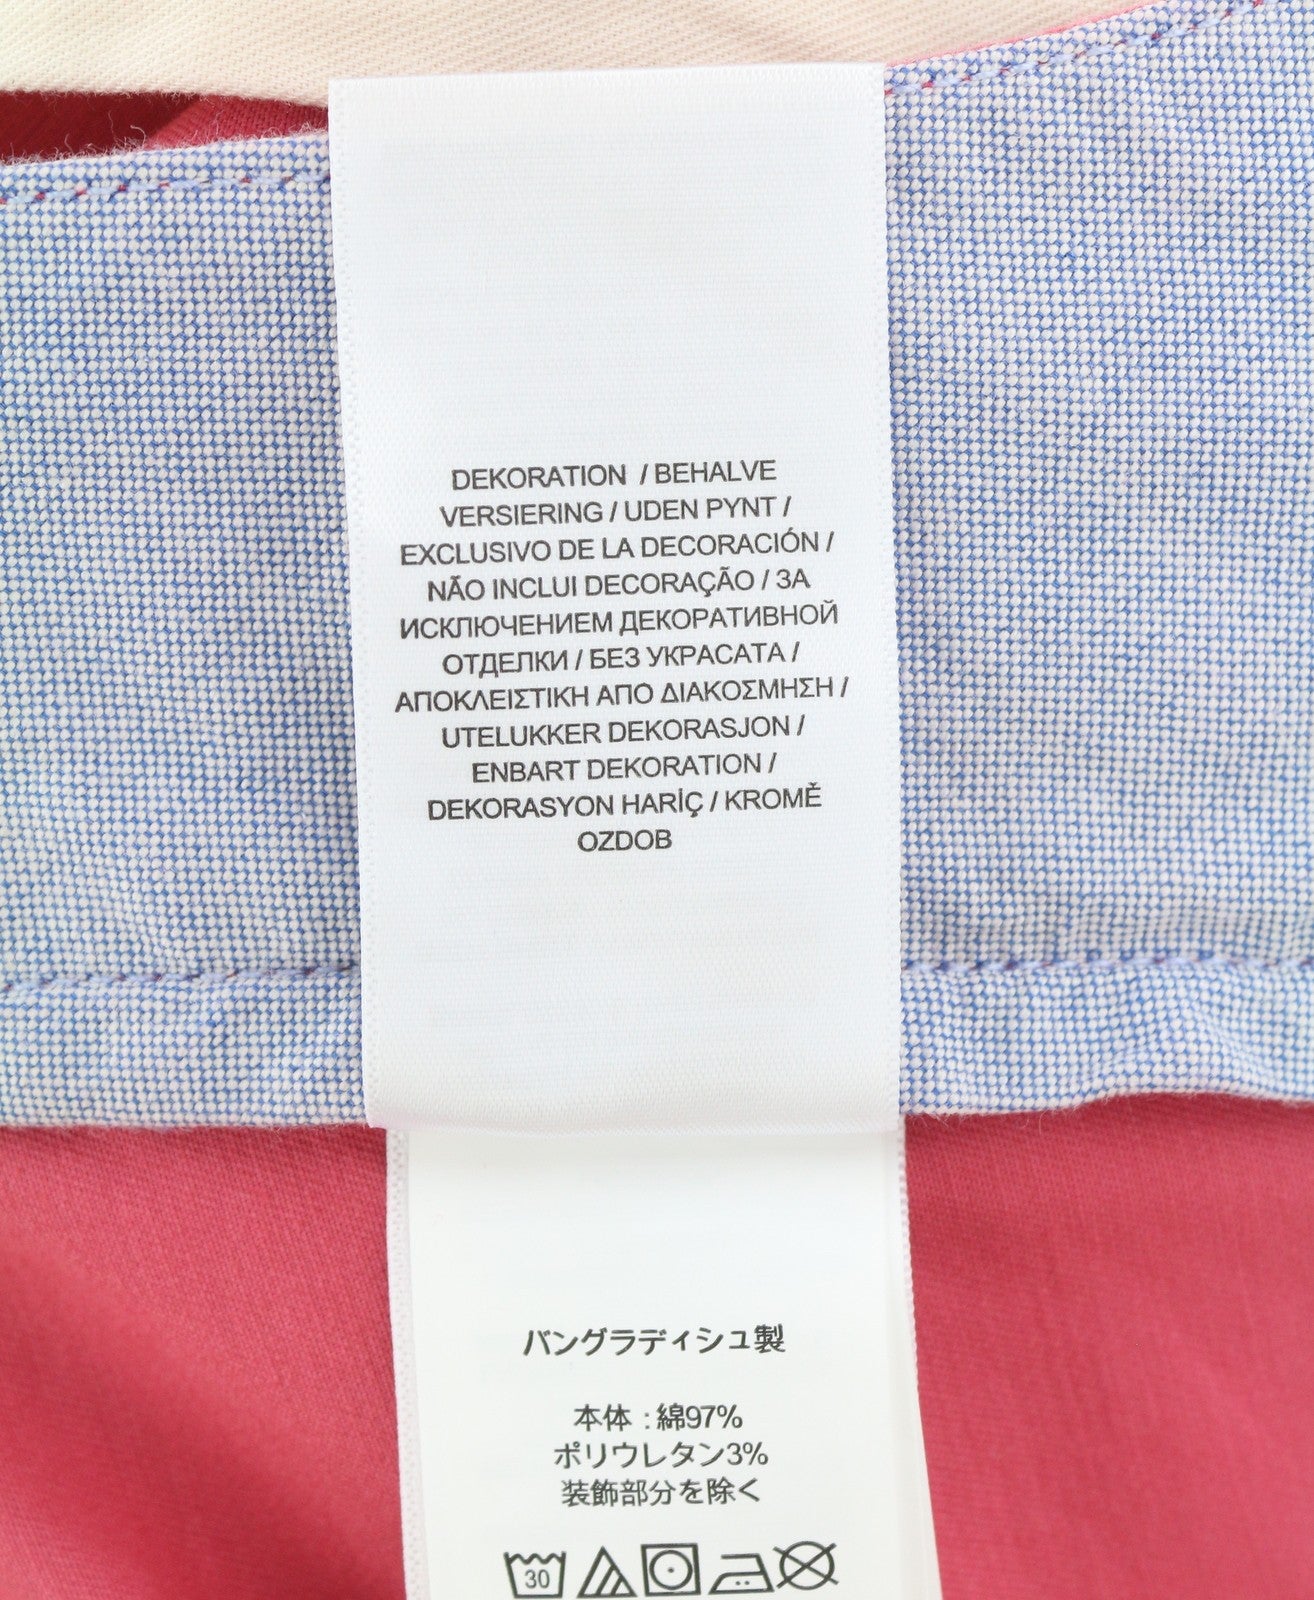 DEKORATION / BEHALVE
VERSIERING / UDEN PYNT /
EXCLUSIVO DE LA DECORACIÓN /
NÃO INCLUI DECORAÇÃO / ЗА
ИСКЛЮЧЕНИЕМ ДЕКОРАТИВНОЙ
ОТДЕЛКИ / БЕЗ УКРАСАТА /
ΑΠΟΚΛΕΙΣΤΙΚΗ ΑΠΟ ΔΙΑΚΟΣΜΗΣΗ /
UTELUKKER DEKORASJON /
ENBART DEKORATION /
DEKORASYON HARİÇ / KROMĚ
OZDOB
バングラディシュ製
本体 : 綿97%
ポリウレタン3%
装飾部分を除く
30